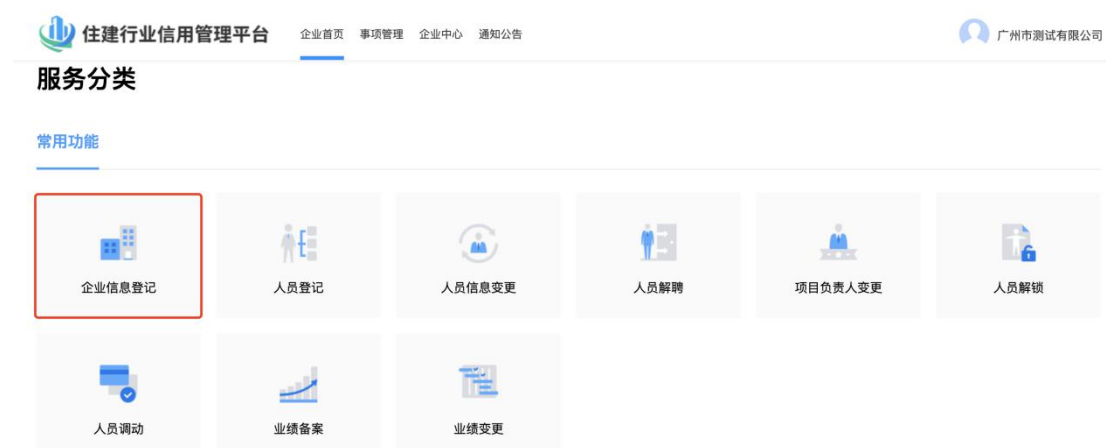 住建行业信用管理平台 企业首页 事项管理 企业中心 通知公告 广州市测试有限公司
服务分类
常用功能
企业信息登记 人员登记 人员信息变更 人员解聘 项目负责人变更 人员解锁
人员调动 业绩备案 业绩变更